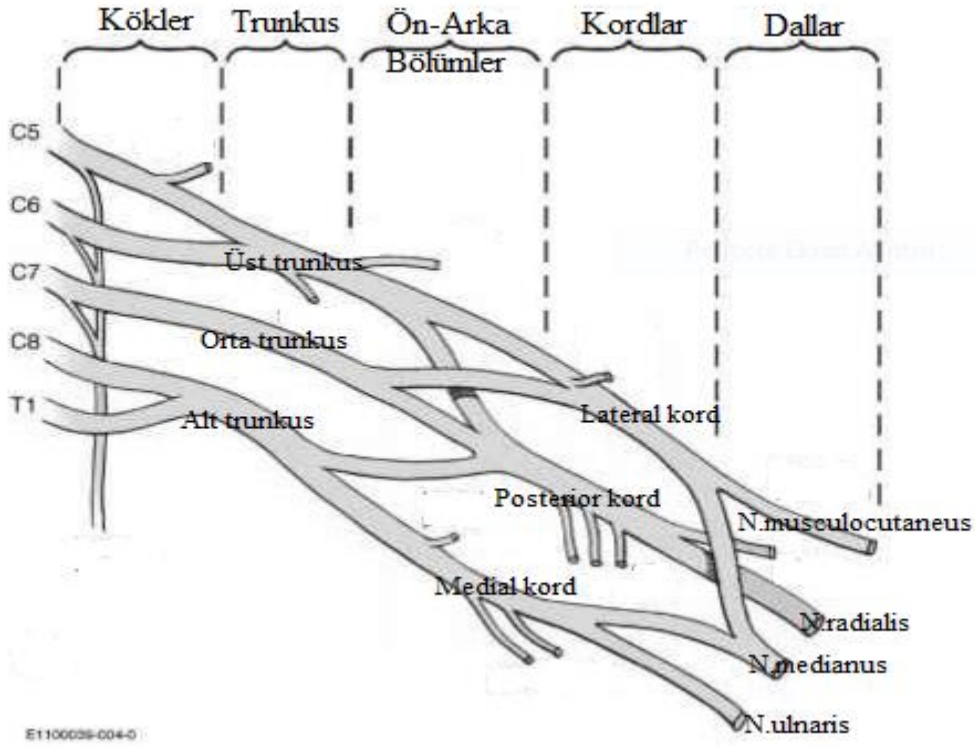 Kökler
Trunkus
Ön-Arka
Bölümler
Kordlar
Dallar
C5
C6
C7
C8
T1
Üst trunkus
Orta trunkus
Alt trunkus
Lateral kord
Posterior kord
Medial kord
N.musculocutaneus
N.radialis
N.medianus
N.ulnaris
E1100039-004-0